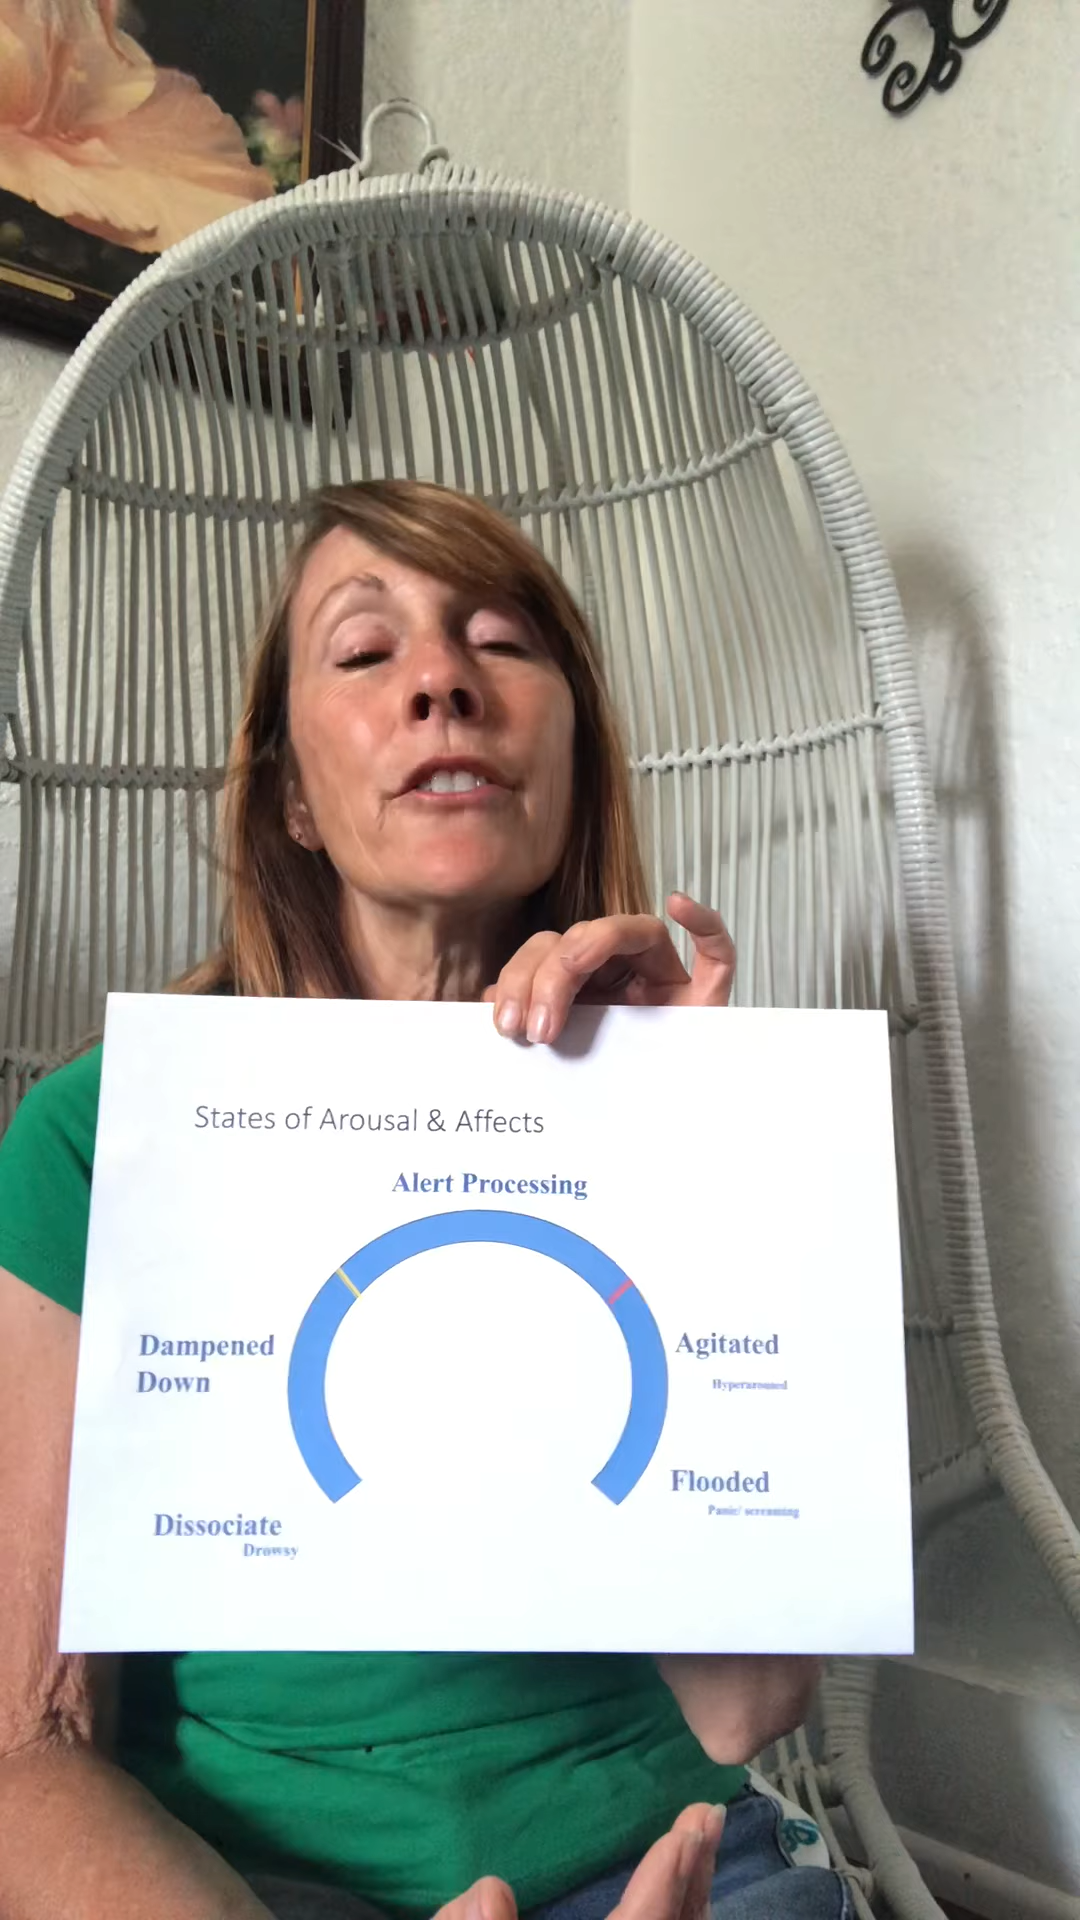 States of Arousal & Affects
Alert Processing
Dampened
Down
Agitated
Hyperaroused
Flooded
Panic/ screaming
Dissociate
Drowsy